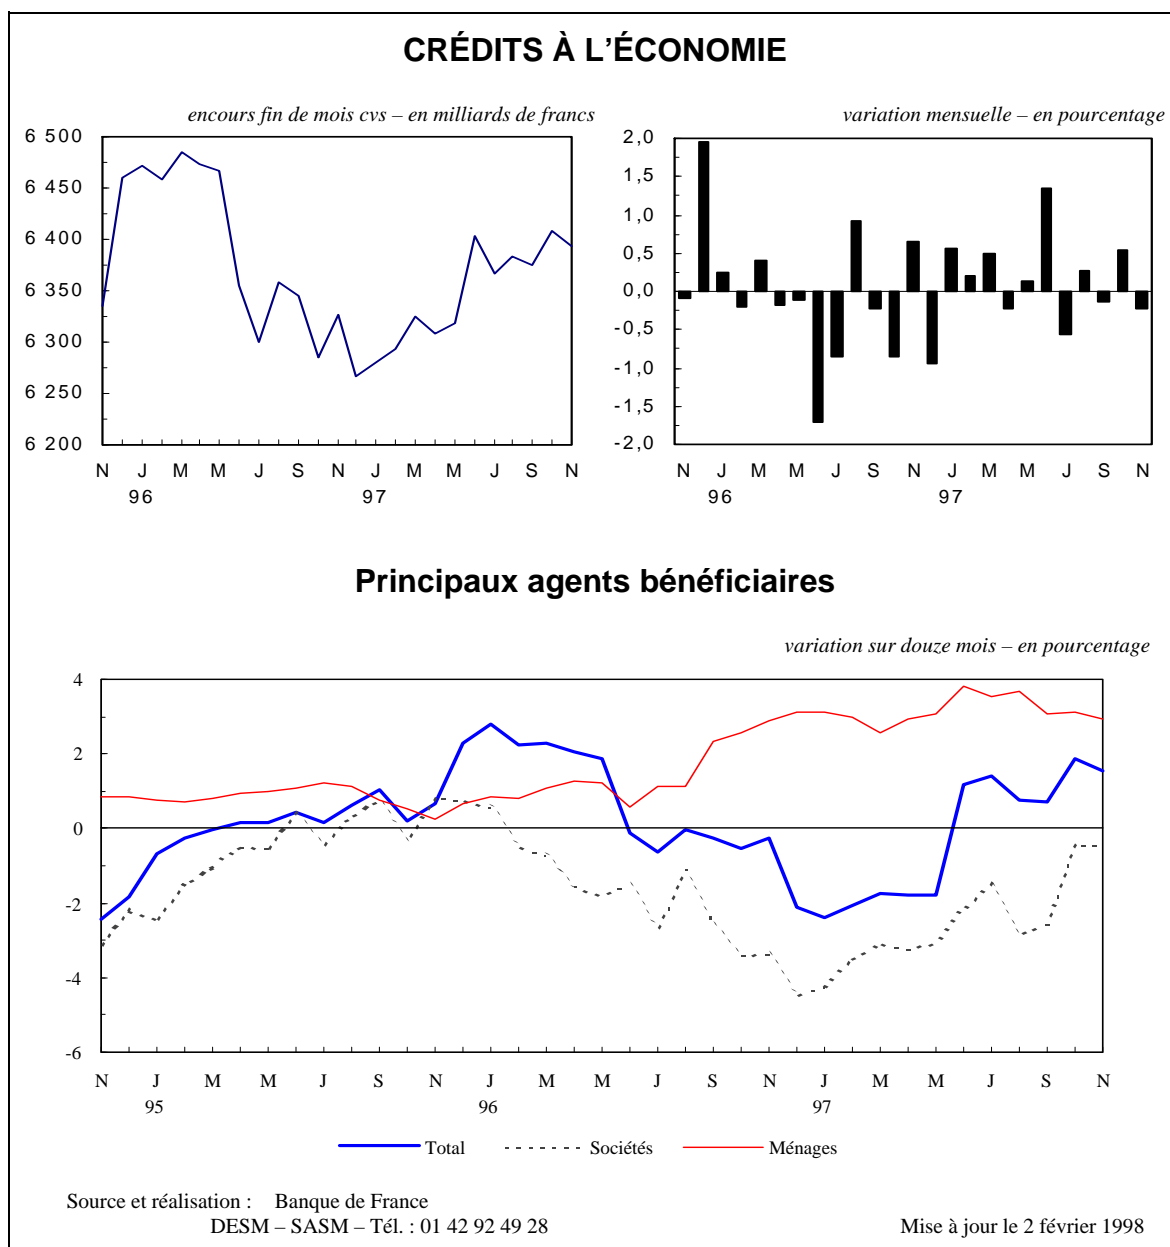 CRÉDITS À L'ÉCONOMIE
encours fin de mois cvs – en milliards de francs
6 500
6 450
6 400
6 350
6 300
6 250
6 200
N J M M J S N J M M J S N
96 97
variation mensuelle – en pourcentage
2,0
1,5
1,0
0,5
0,0
-0,5
-1,0
-1,5
-2,0
N J M M J S N J M M J S N
96 97
Principaux agents bénéficiaires
variation sur douze mois – en pourcentage
4
2
0
-2
-4
-6
N J M M J S N J M M J S N J M M J S N
95 96 97
Total Sociétés Ménages
Source et réalisation : Banque de France
DESM – SASM – Tél. : 01 42 92 49 28 Mise à jour le 2 février 1998